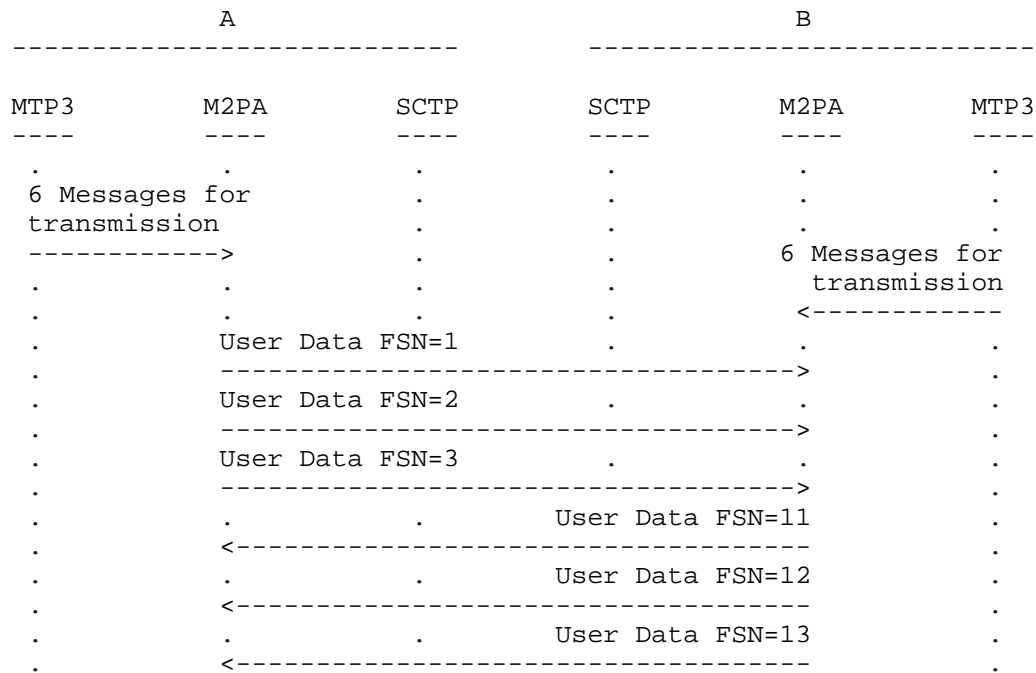 A                                   B
----------------------------        ----------------------------
MTP3        M2PA        SCTP        SCTP        M2PA        MTP3
----        ----        ----        ----        ----        ----
.           .           .           .           .           .
6 Messages for          .           .           .           .
transmission            .           .           .           .
------------>           .           .          6 Messages for
.           .           .           .            transmission
.           .           .           .           <------------
.           User Data FSN=1         .           .           .
.           ------------------------------------>           .
.           User Data FSN=2         .           .           .
.           ------------------------------------>           .
.           User Data FSN=3         .           .           .
.           ------------------------------------>           .
.           .           .        User Data FSN=11           .
.           <------------------------------------           .
.           .           .        User Data FSN=12           .
.           <------------------------------------           .
.           .           .        User Data FSN=13           .
.           <------------------------------------           .